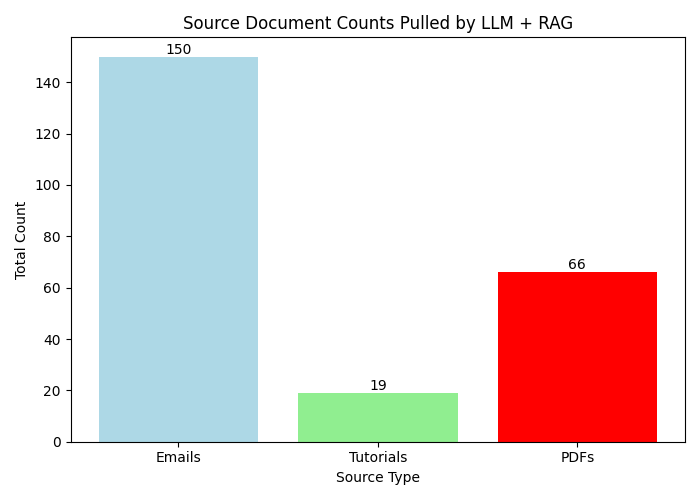 Source Document Counts Pulled by LLM + RAG
150
19
66
Total Count
140
120
100
80
60
40
20
0
Emails
Tutorials
PDFs
Source Type